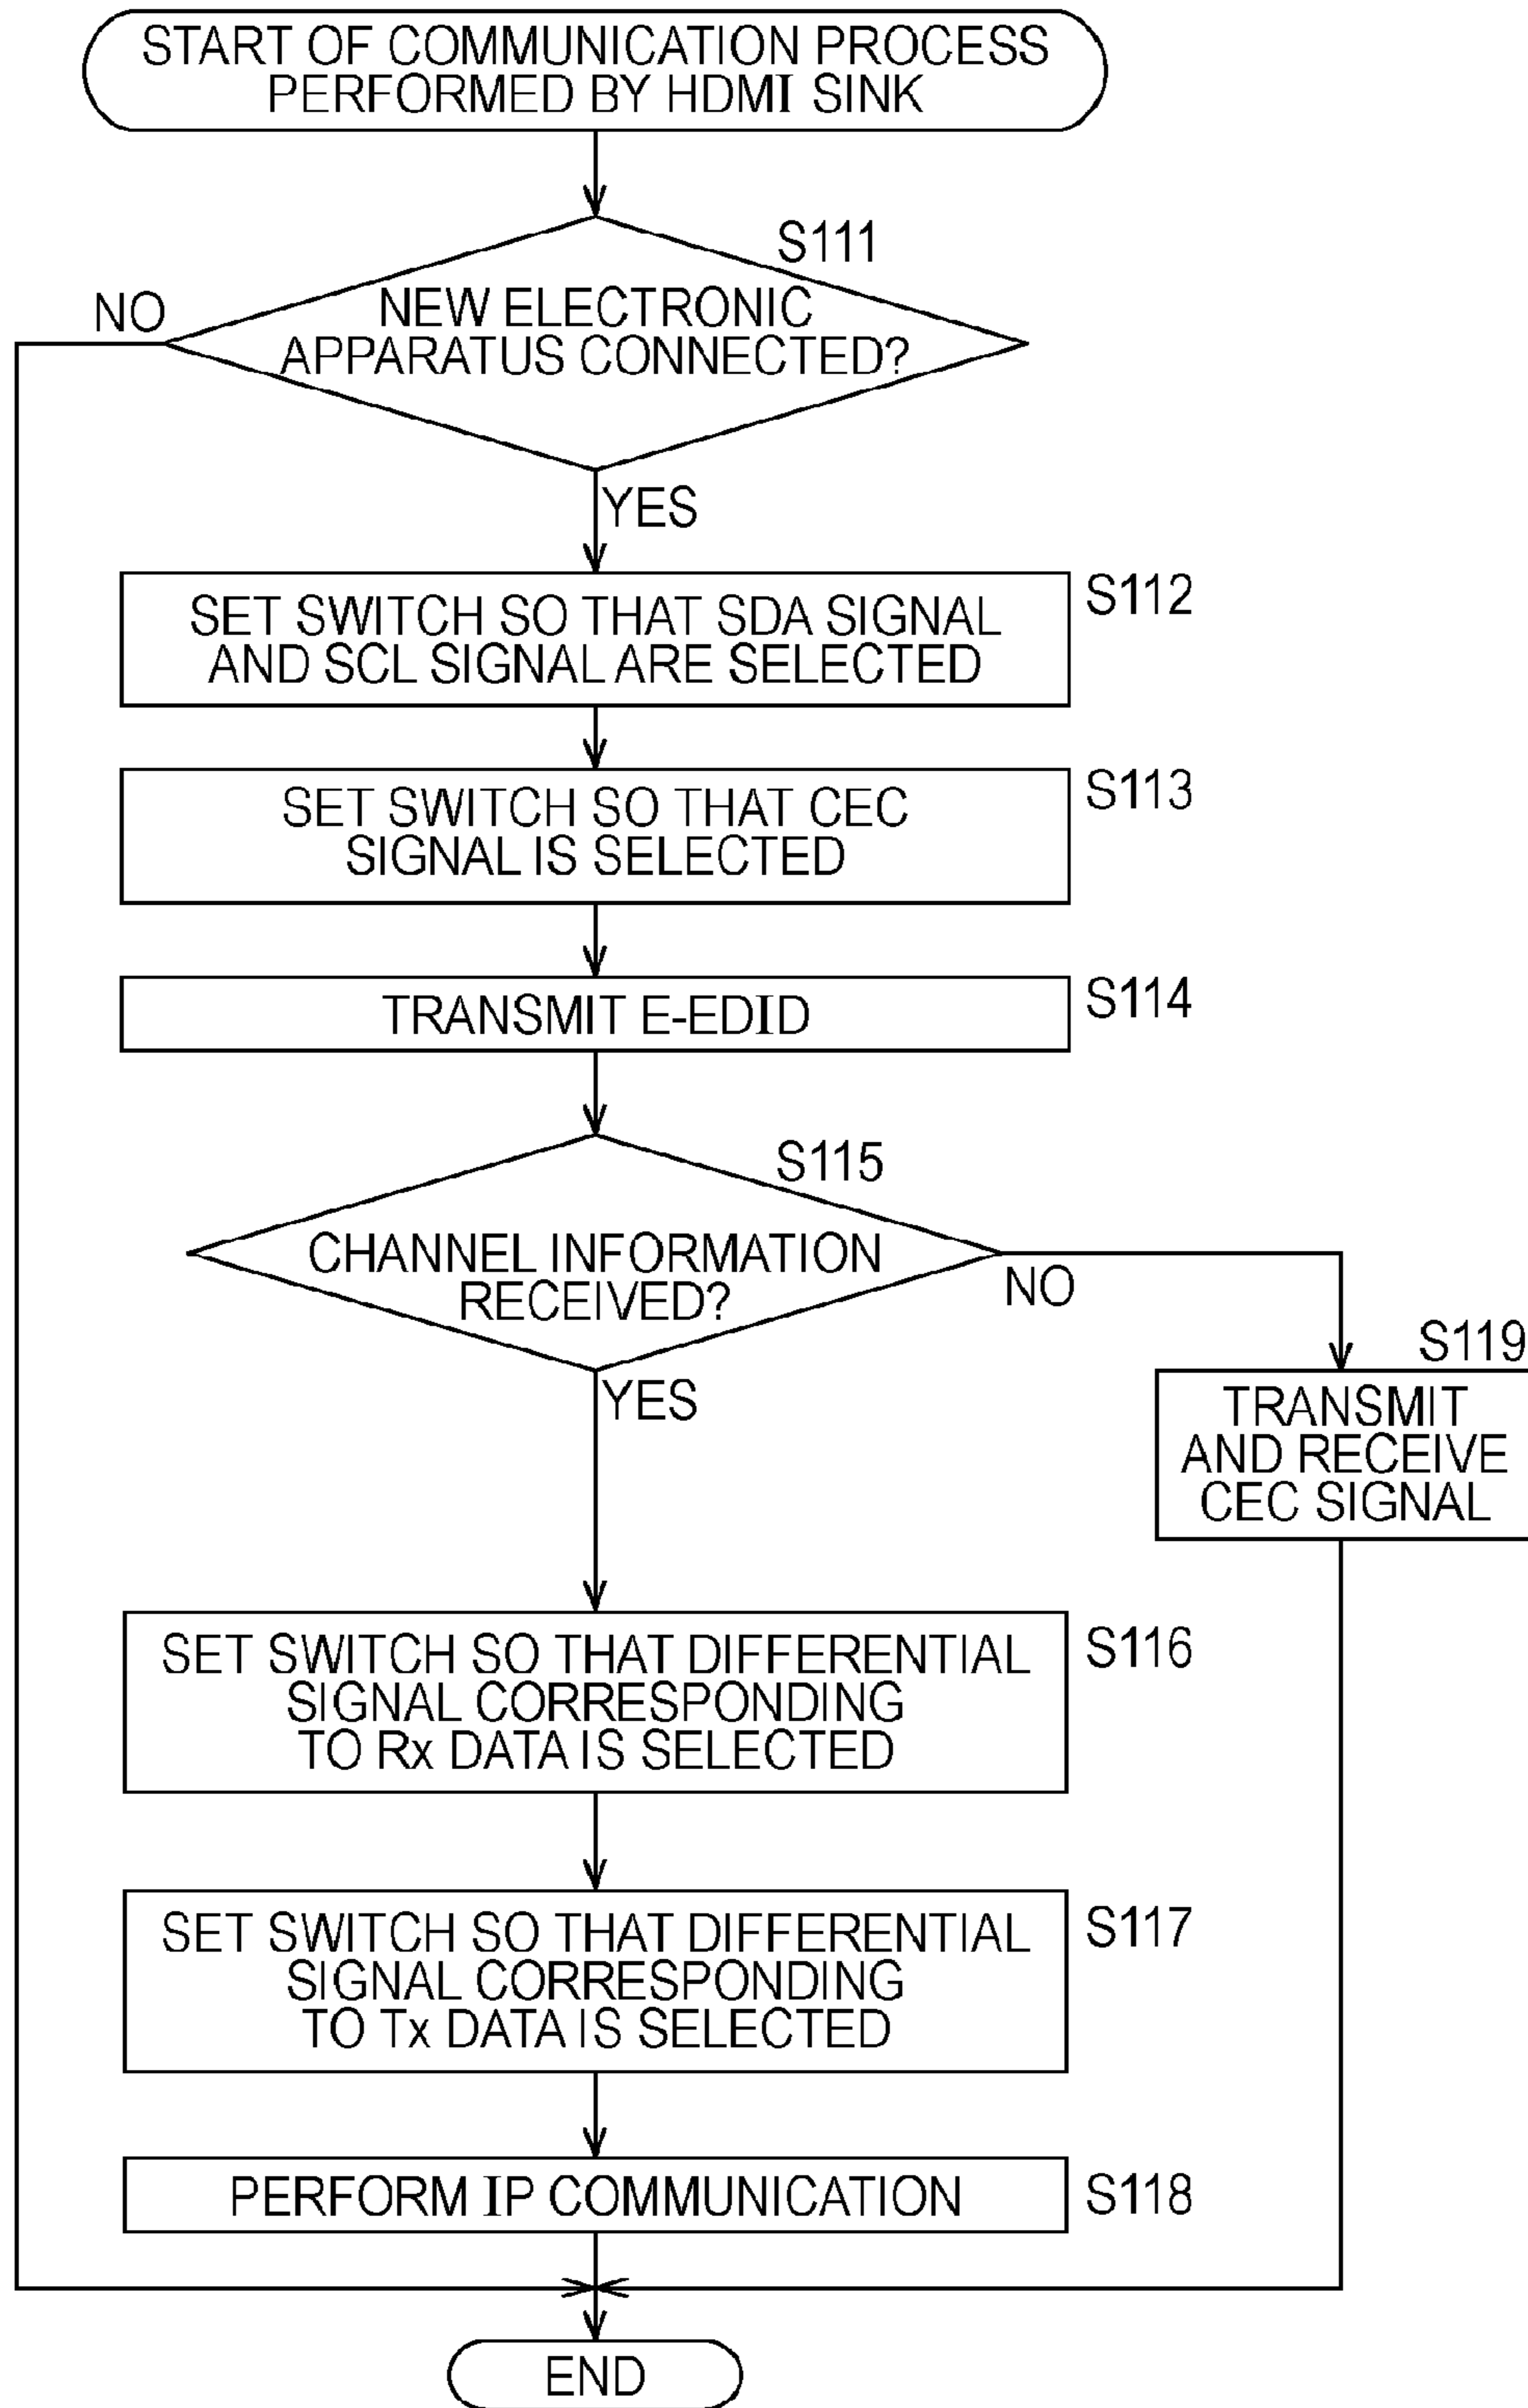 START OF COMMUNICATION PROCESS
PERFORMED BY HDMI SINK
S111
NO
NEW ELECTRONIC
APPARATUS CONNECTED?
YES
S112
SET SWITCH SO THAT SDA SIGNAL
AND SCL SIGNAL ARE SELECTED
S113
SET SWITCH SO THAT CEC
SIGNAL IS SELECTED
S114
TRANSMIT E-EDID
S115
CHANNEL INFORMATION
RECEIVED?
NO
YES
S119
TRANSMIT
AND RECEIVE
CEC SIGNAL
S116
SET SWITCH SO THAT DIFFERENTIAL
SIGNAL CORRESPONDING
TO Rx DATA IS SELECTED
S117
SET SWITCH SO THAT DIFFERENTIAL
SIGNAL CORRESPONDING
TO Tx DATA IS SELECTED
PERFORM IP COMMUNICATION
S118
END